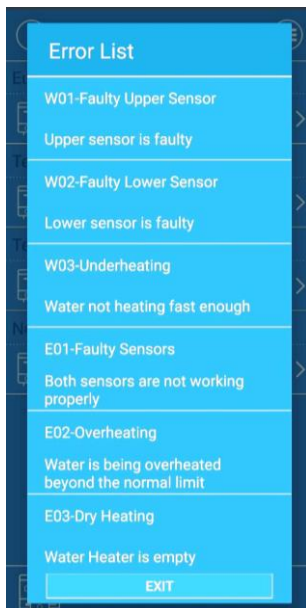 Error List
W01-Faulty Upper Sensor
Upper sensor is faulty
W02-Faulty Lower Sensor
Lower sensor is faulty
W03-Underheating
Water not heating fast enough
E01-Faulty Sensors
Both sensors are not working
properly
E02-Overheating
Water is being overheated
beyond the normal limit
E03-Dry Heating
Water Heater is empty
EXIT